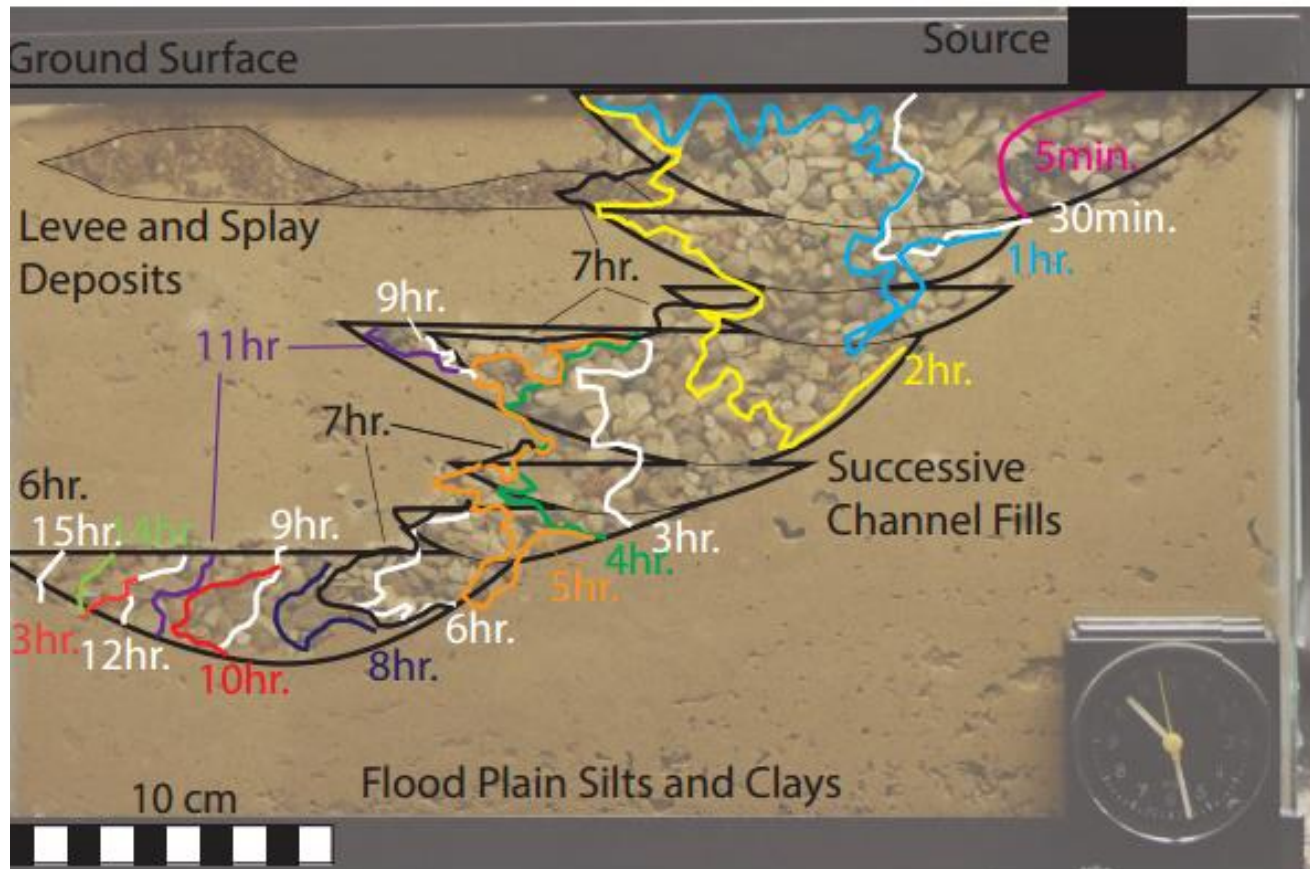 Ground Surface
Source
5min.
30min.
1hr.
Levee and Splay
Deposits
7hr.
9hr.
11hr
2hr.
7hr.
Successive
Channel Fills
6hr.
15hr.
14hr.
9hr.
3hr.
4hr.
5hr.
6hr.
3hr.
12hr.
10hr.
8hr.
Flood Plain Silts and Clays
10 cm